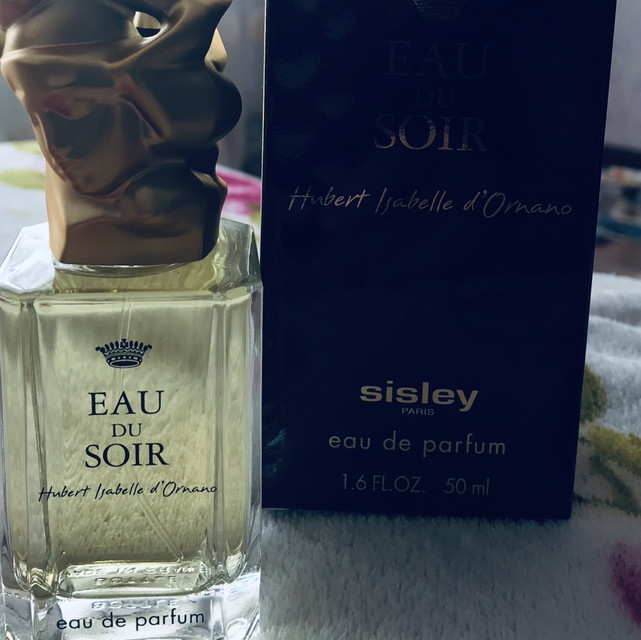 EAU
DU
SOIR
Hubert Isabelle d'Ornano
eau de parfum
EAU
DU
SOIR
Hubert Isabelle d'Ornano
sisley
PARIS
eau de parfum
1.6 FL.OZ. 50 ml